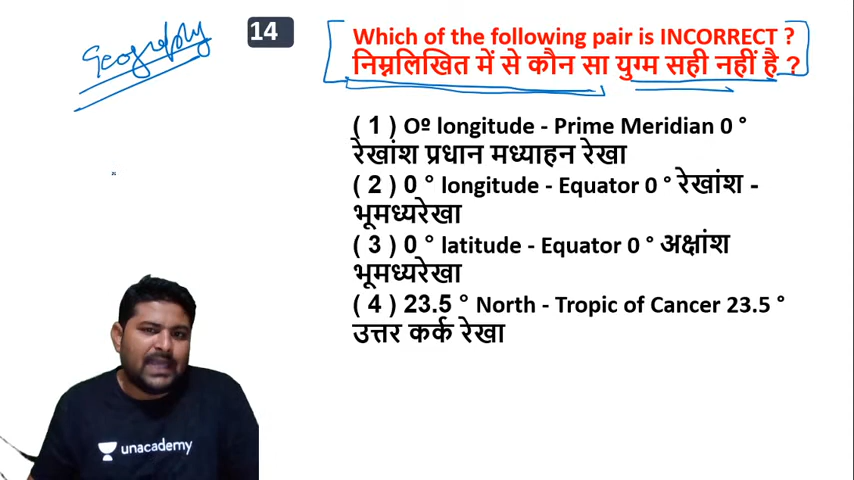 Geography
14
Which of the following pair is INCORRECT ?
निम्नलिखित में से कौन सा युग्म सही नहीं है ?
( 1 ) Oº longitude - Prime Meridian 0 °
रेखांश प्रधान मध्याहन रेखा
( 2 ) 0 ° longitude - Equator 0 ° रेखांश -
भूमध्यरेखा
( 3 ) 0 ° latitude - Equator 0 ° अक्षांश
भूमध्यरेखा
( 4 ) 23.5 ° North - Tropic of Cancer 23.5 °
उत्तर कर्क रेखा
unacademy